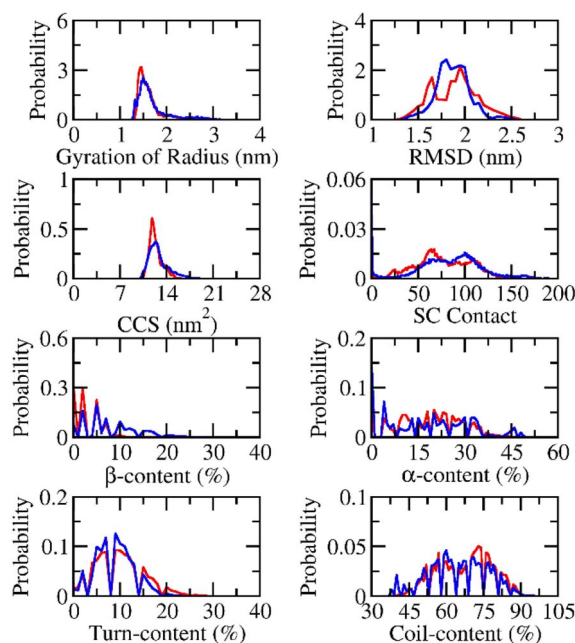 6
3
0
Probability
0 1 2 3 4
Gyration of Radius (nm)
4
2
0
Probability
1 1.5 2 2.5 3
RMSD (nm)
1
0.5
0
Probability
0 7 14 21 28
CCS (nm²)
0.06
0.03
0
Probability
0 50 100 150 200
SC Contact
0.6
0.3
0
Probability
0 10 20 30 40
β-content (%)
0.2
0.1
0
Probability
0 15 30 45 60
α-content (%)
0.2
0.1
0
Probability
0 10 20 30 40
Turn-content (%)
0.1
0.05
0
Probability
30 45 60 75 90 105
Coil-content (%)